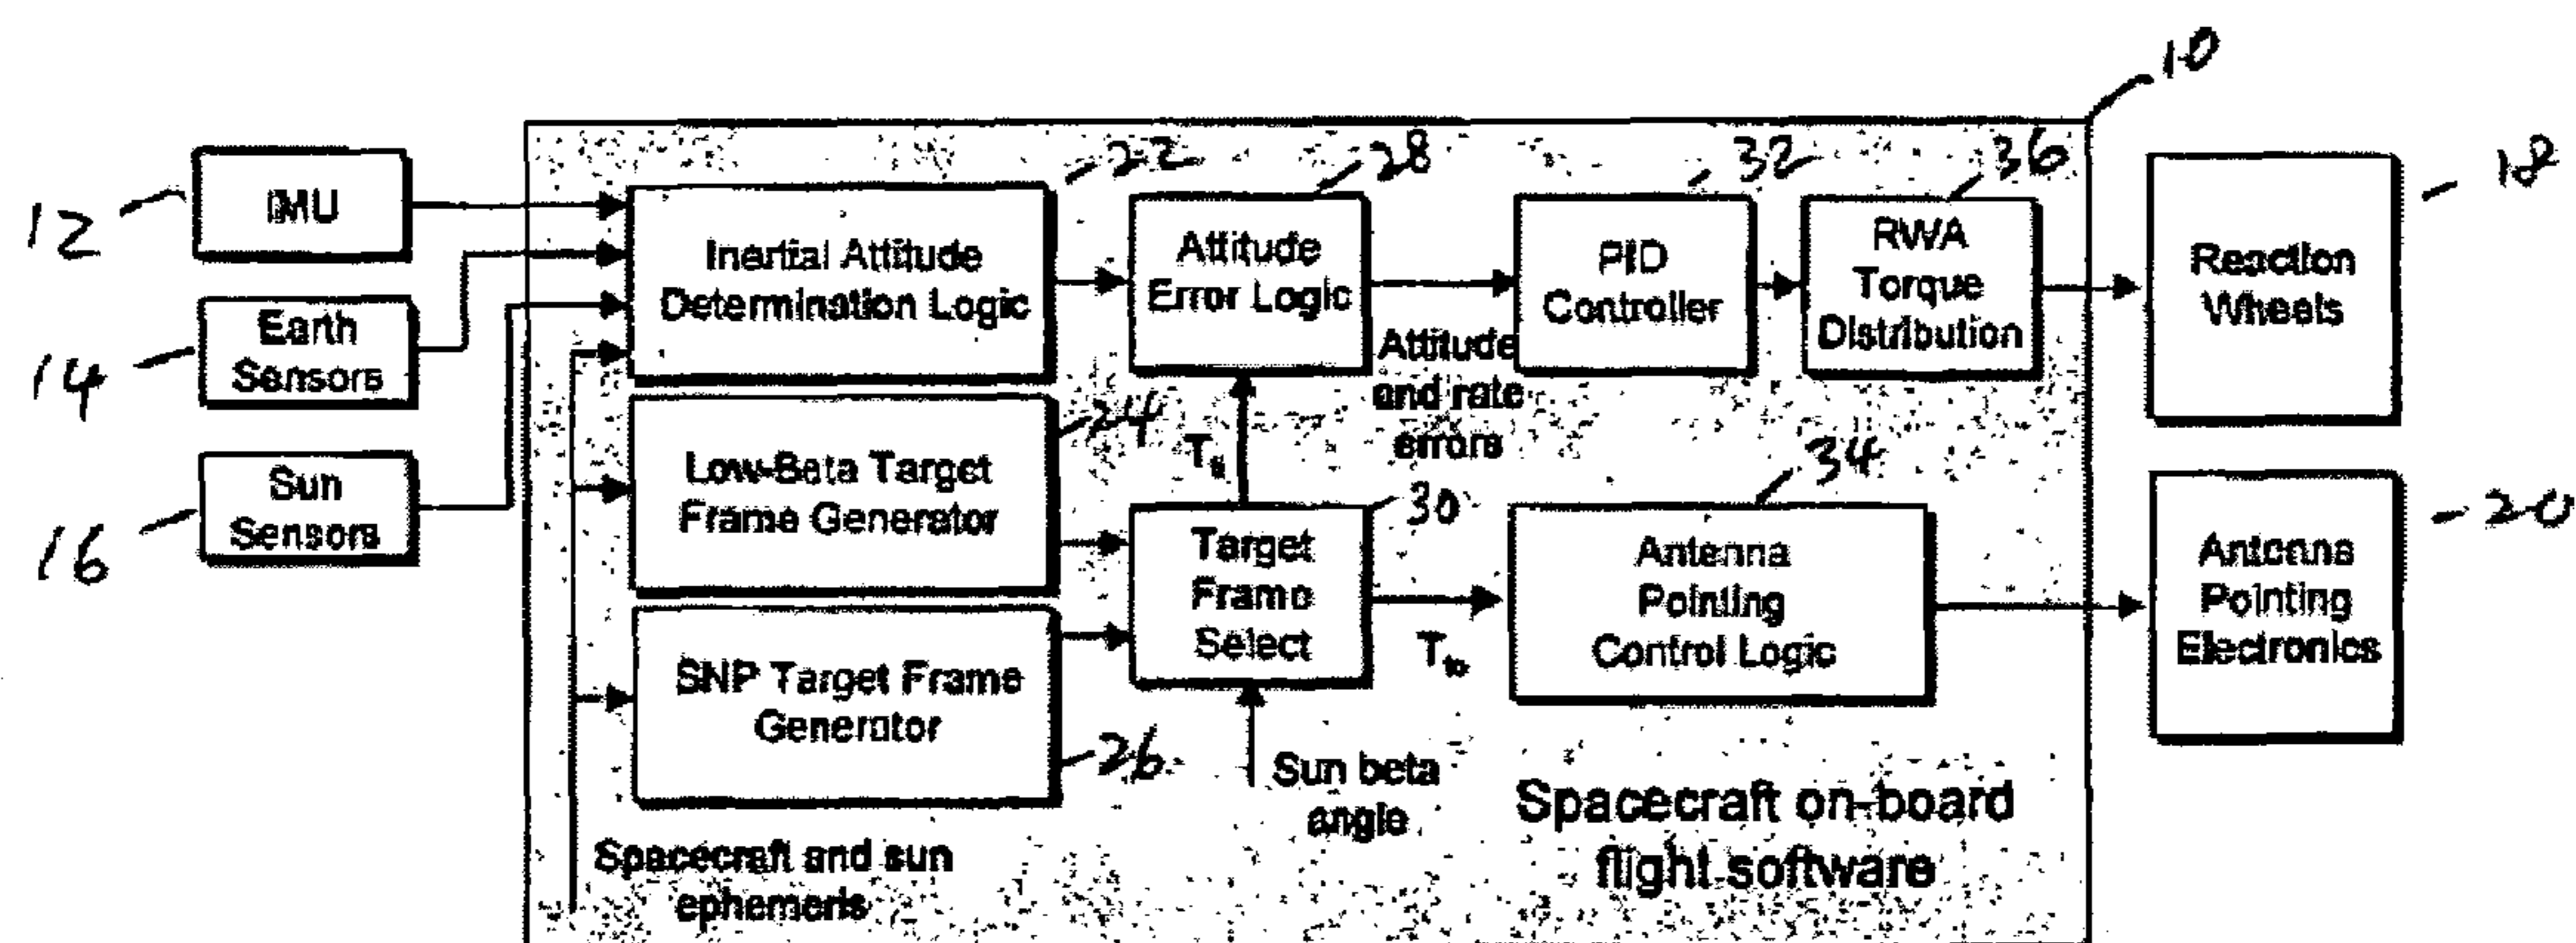 10
12
IMU
14
Earth
Sensors
16
Sun
Sensors
22
Inertial Attitude
Determination Logic
24
Low-Beta Target
Frame Generator
26
SNP Target Frame
Generator
Spacecraft and sun
ephemeris
28
Attitude
Error Logic
Attitude
and rate
errors
30
Target
Frame
Select
Sun beta
angle
32
PID
Controller
36
RWA
Torque
Distribution
34
Antenna
Pointing
Control Logic
Spacecraft on-board
flight software
18
Reaction
Wheels
20
Antenna
Pointing
Electronics